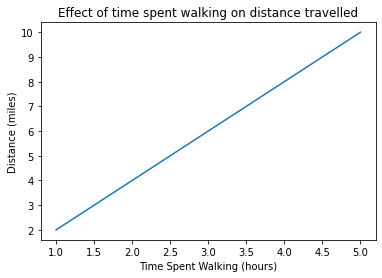 Effect of time spent walking on distance travelled
10
9
8
7
6
5
4
3
2
Distance (miles)
1.0 1.5 2.0 2.5 3.0 3.5 4.0 4.5 5.0
Time Spent Walking (hours)